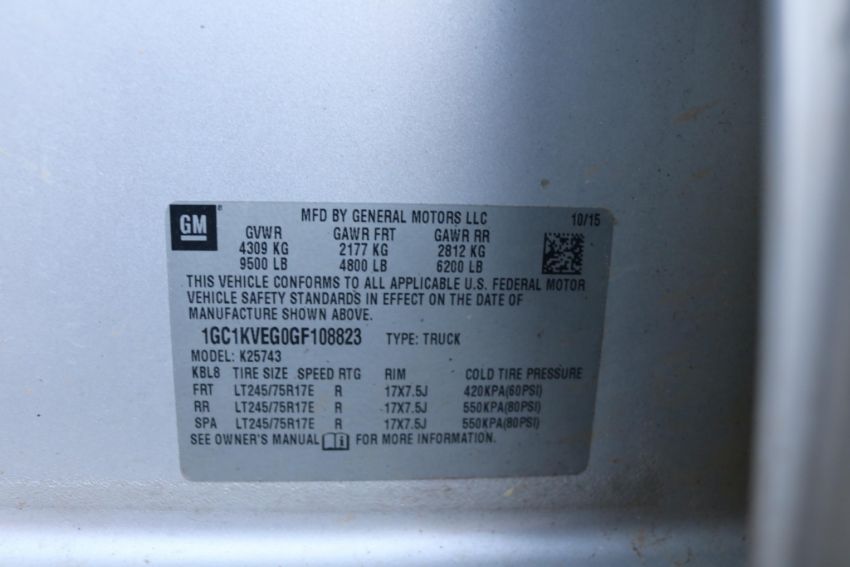 GM
MFD BY GENERAL MOTORS LLC 10/15
GVWR GAWR FRT GAWR RR
4309 KG 2177 KG 2812 KG
9500 LB 4800 LB 6200 LB
THIS VEHICLE CONFORMS TO ALL APPLICABLE U.S. FEDERAL MOTOR
VEHICLE SAFETY STANDARDS IN EFFECT ON THE DATE OF
MANUFACTURE SHOWN ABOVE.
1GC1KVEG0GF108823 TYPE: TRUCK
MODEL: K25743
KBL8 TIRE SIZE SPEED RTG RIM COLD TIRE PRESSURE
FRT LT245/75R17E R 17X7.5J 420KPA(60PSI)
RR LT245/75R17E R 17X7.5J 550KPA(80PSI)
SPA LT245/75R17E R 17X7.5J 550KPA(80PSI)
SEE OWNER'S MANUAL i FOR MORE INFORMATION.